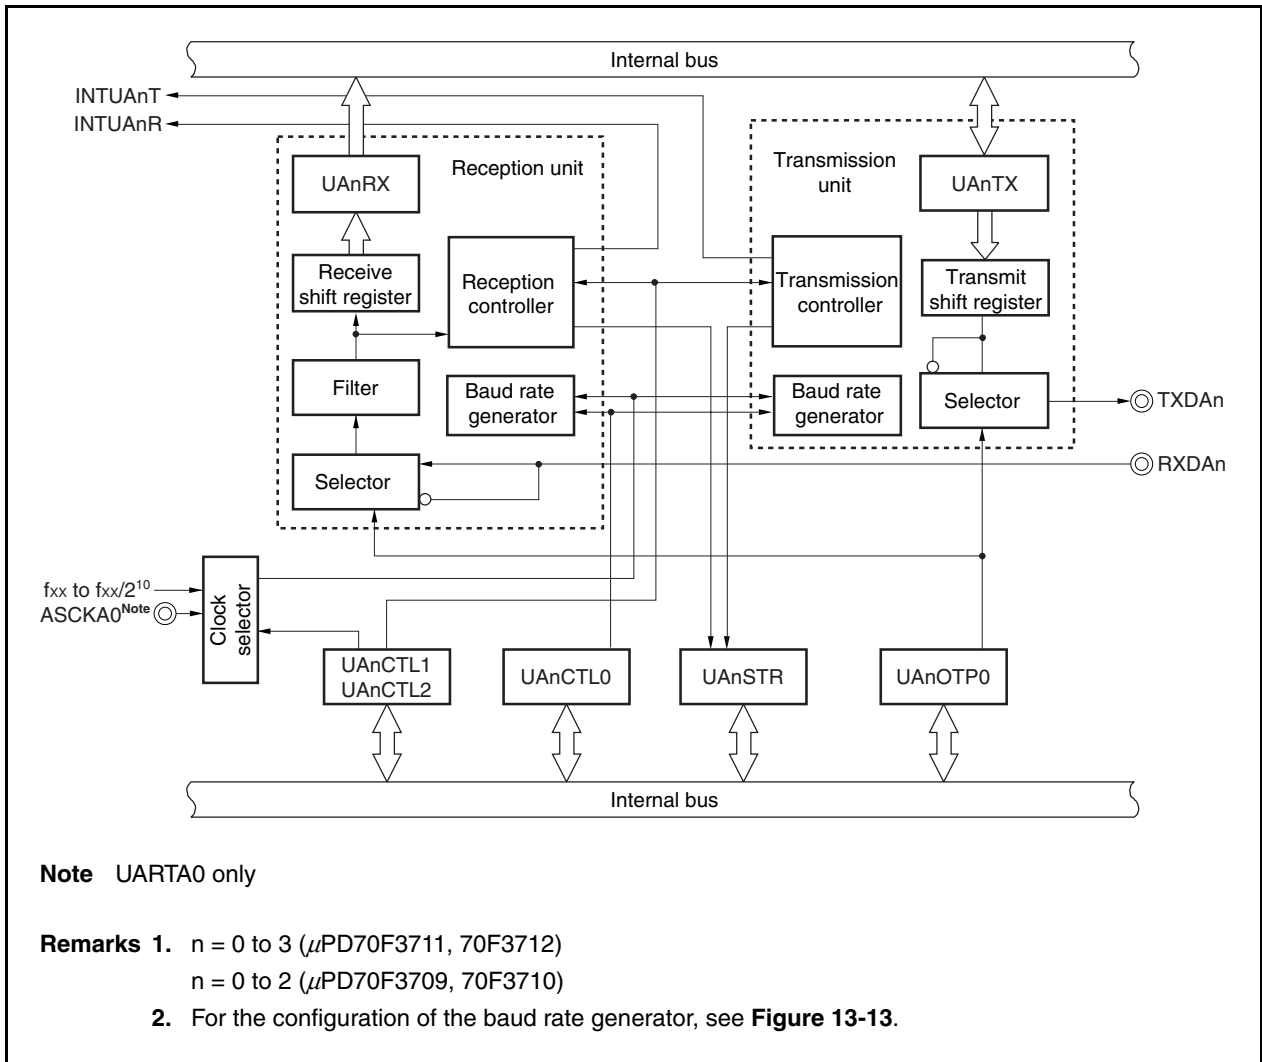 Internal bus
INTUAnT
INTUAnR
Reception unit
Transmission
unit
UAnRX
UAnTX
Receive
shift register
Reception
controller
Transmission
controller
Transmit
shift register
Filter
Baud rate
generator
Baud rate
generator
Selector
TXDAn
RXDAn
Selector
fxx to fxx/2¹⁰
ASCKA0Note
Clock
selector
UAnCTL1
UAnCTL2
UAnCTL0
UAnSTR
UAnOTP0
Internal bus
Note UARTA0 only
Remarks 1. n = 0 to 3 (μPD70F3711, 70F3712)
n = 0 to 2 (μPD70F3709, 70F3710)
2. For the configuration of the baud rate generator, see Figure 13-13.